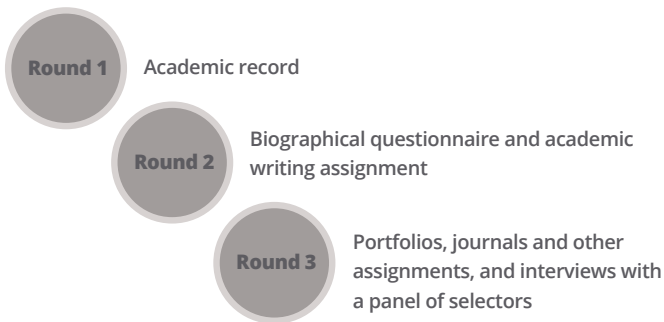 Round 1
Academic record
Round 2
Biographical questionnaire and academic
writing assignment
Round 3
Portfolios, journals and other
assignments, and interviews with
a panel of selectors